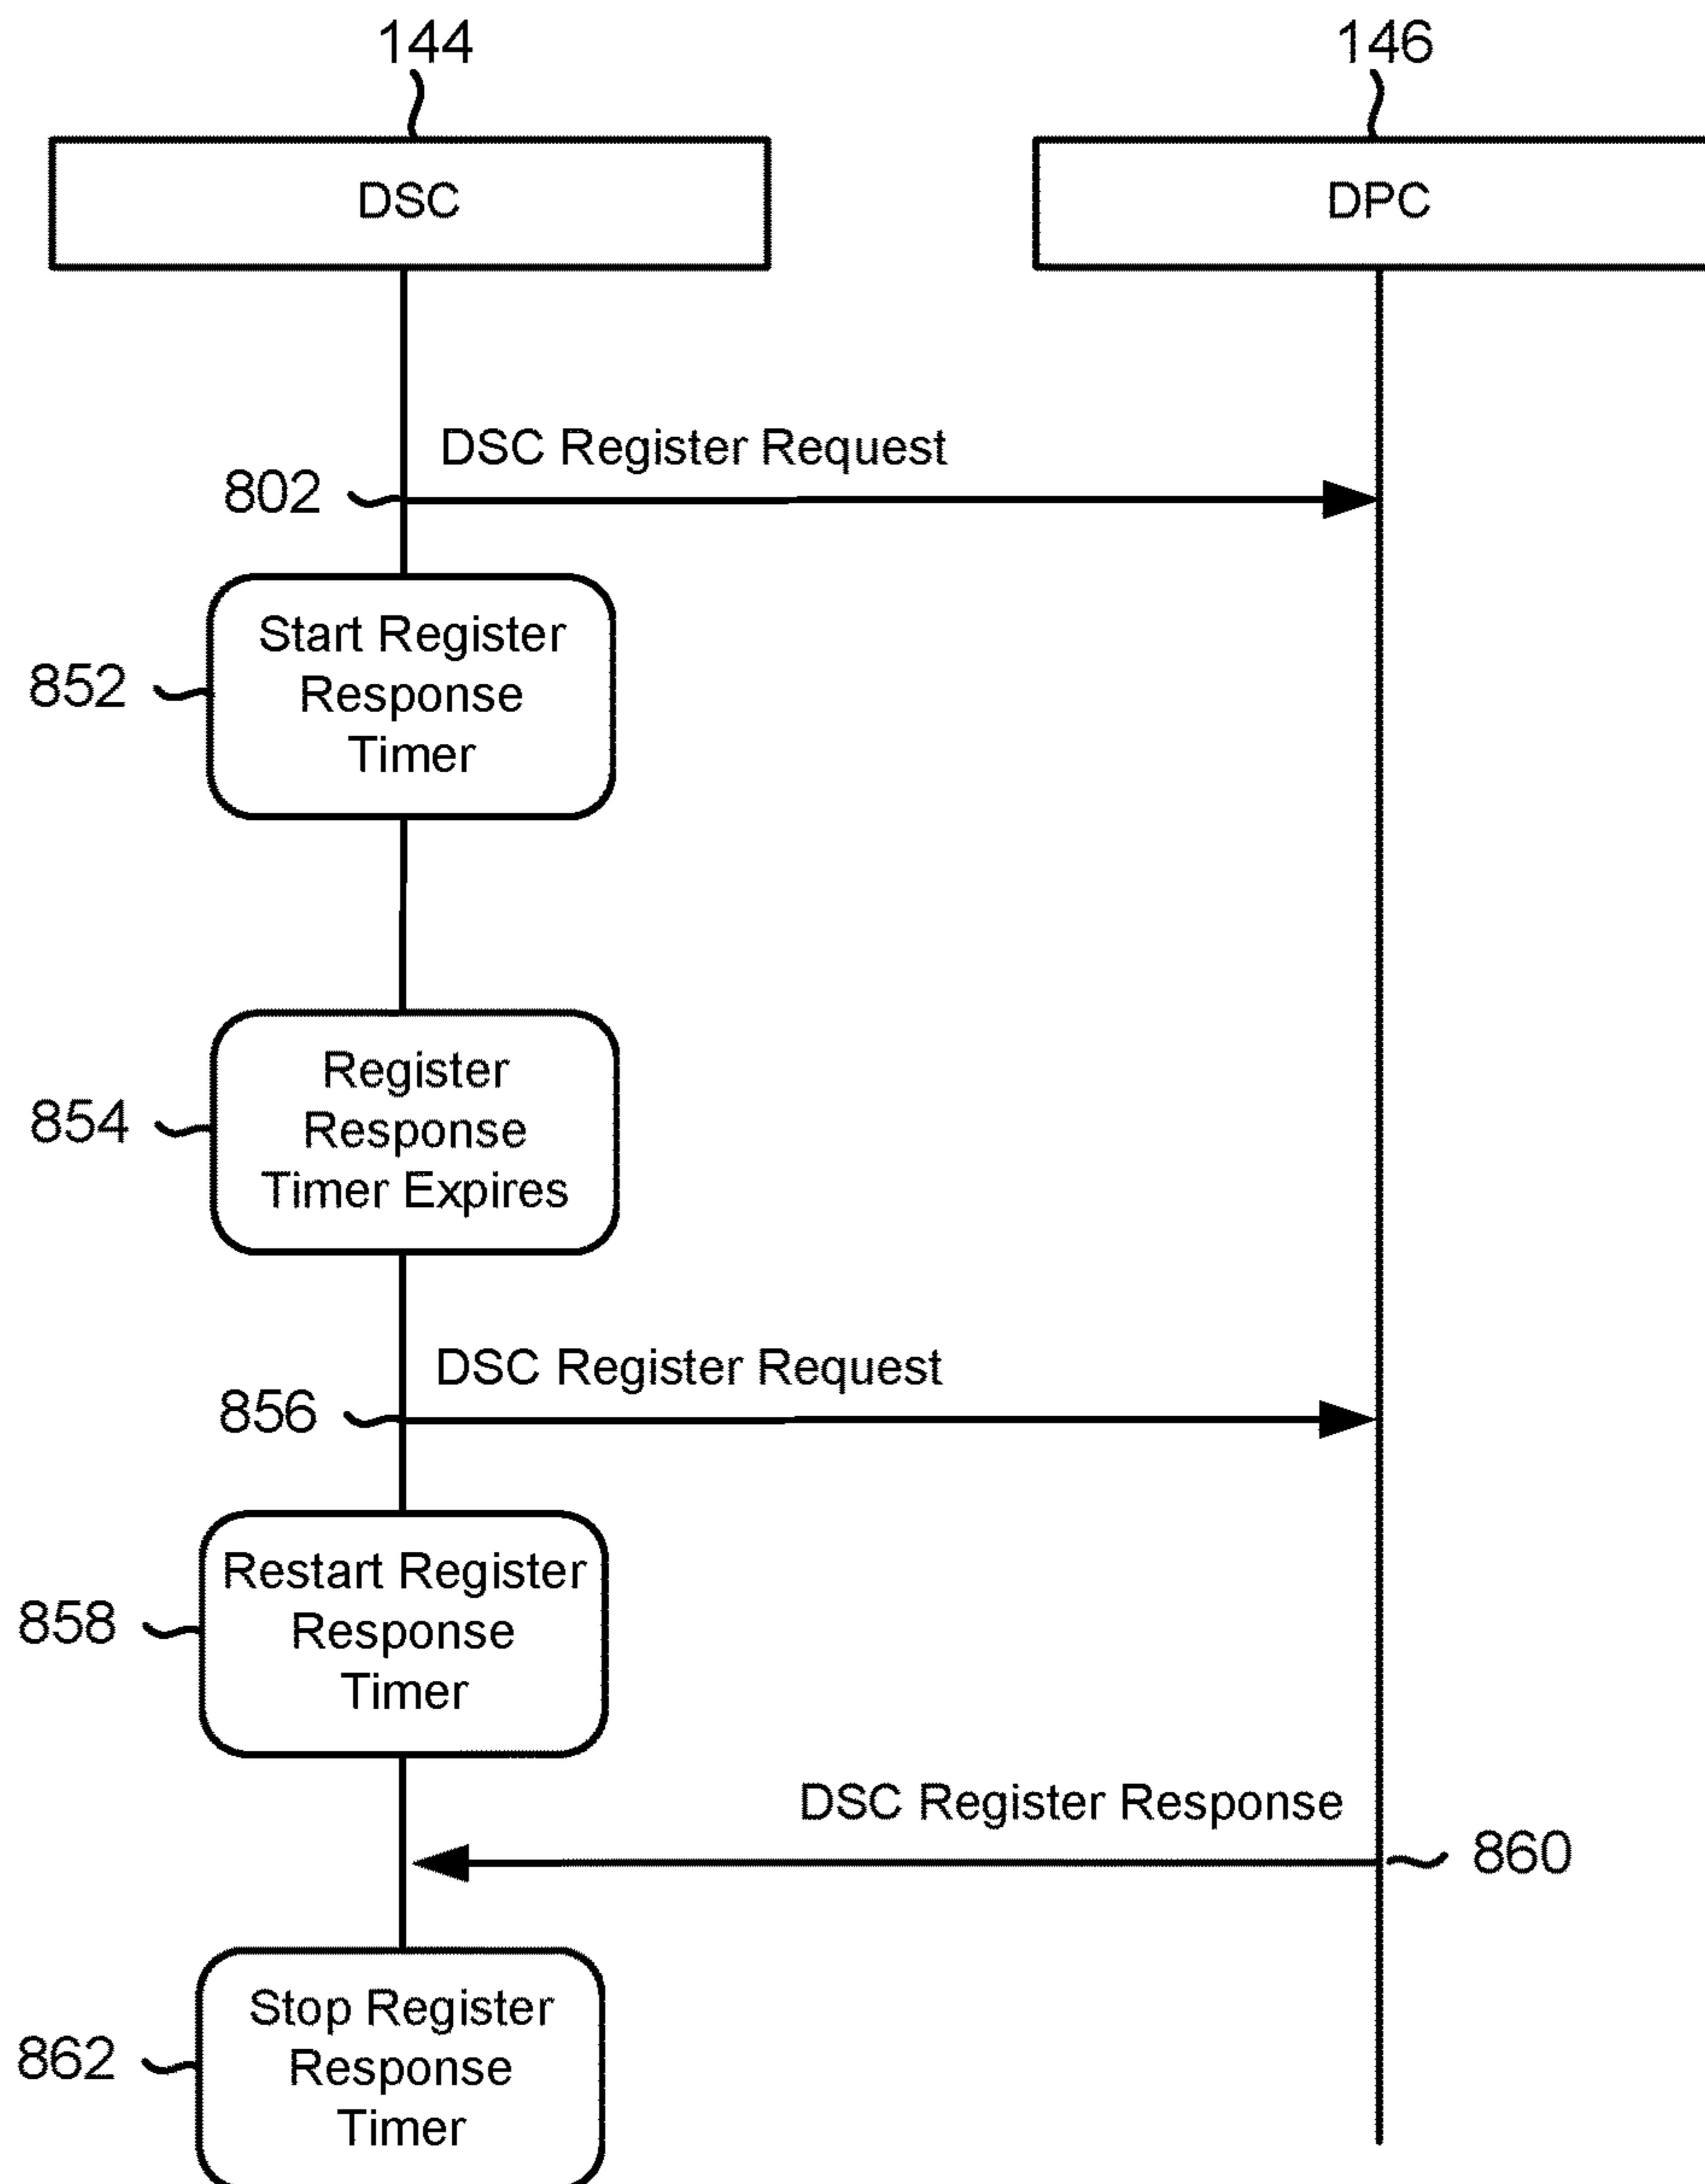 144
146
DSC
DPC
DSC Register Request
802
Start Register
Response
Timer
852
Register
Response
Timer Expires
854
DSC Register Request
856
Restart Register
Response
Timer
858
DSC Register Response
860
Stop Register
Response
Timer
862